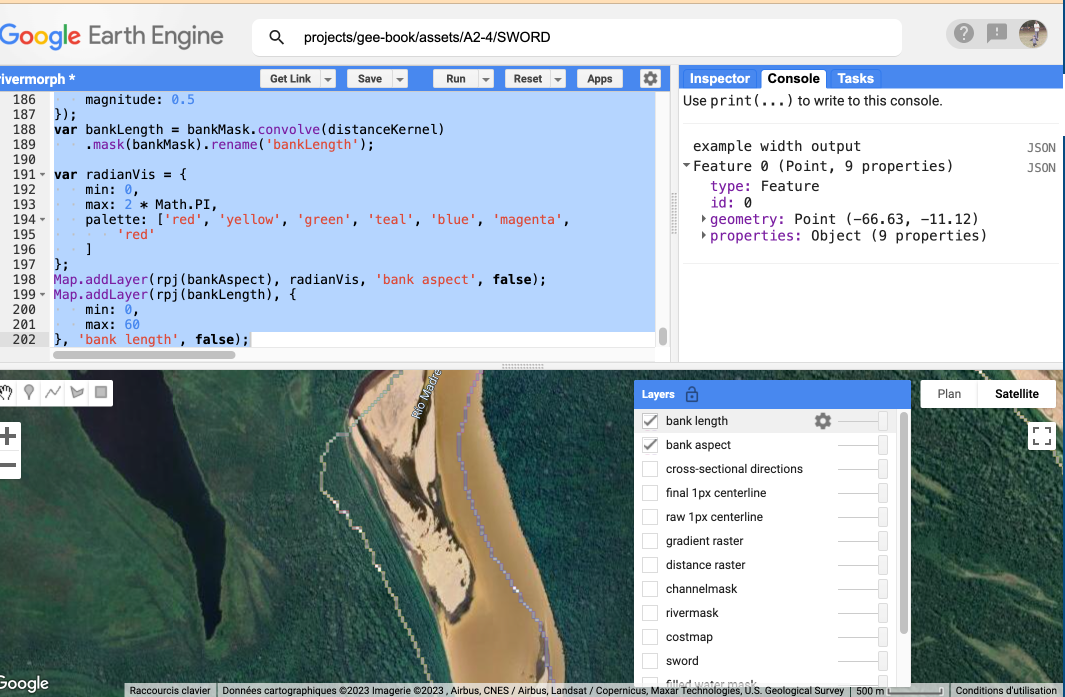 Google Earth Engine
projects/gee-book/assets/A2-4/SWORD
rivermorph *
Get Link
Save
Run
Reset
Apps
Inspector
Console
Tasks
186 magnitude: 0.5
187 });
188 var bankLength = bankMask.convolve(distanceKernel)
189 .mask(bankMask).rename('bankLength');
190
191 var radianVis = {
192 min: 0,
193 max: 2 * Math.PI,
194 palette: ['red', 'yellow', 'green', 'teal', 'blue', 'magenta',
195 'red'
196 ]
197 };
198 Map.addLayer(rpj(bankAspect), radianVis, 'bank aspect', false);
199 Map.addLayer(rpj(bankLength), {
200 min: 0,
201 max: 60
202 }, 'bank length', false);
Use print(...) to write to this console.
example width output JSON
Feature 0 (Point, 9 properties) JSON
type: Feature
id: 0
geometry: Point (-66.63, -11.12)
properties: Object (9 properties)
Río Madre
Layers
bank length
bank aspect
cross-sectional directions
final 1px centerline
raw 1px centerline
gradient raster
distance raster
channelmask
rivermask
costmap
sword
filled water mask
Plan
Satellite
Google
Raccourcis clavier
Données cartographiques ©2023 Imagerie ©2023 , Airbus, CNES / Airbus, Landsat / Copernicus, Maxar Technologies, U.S. Geological Survey
500 m
Conditions d'utilisation